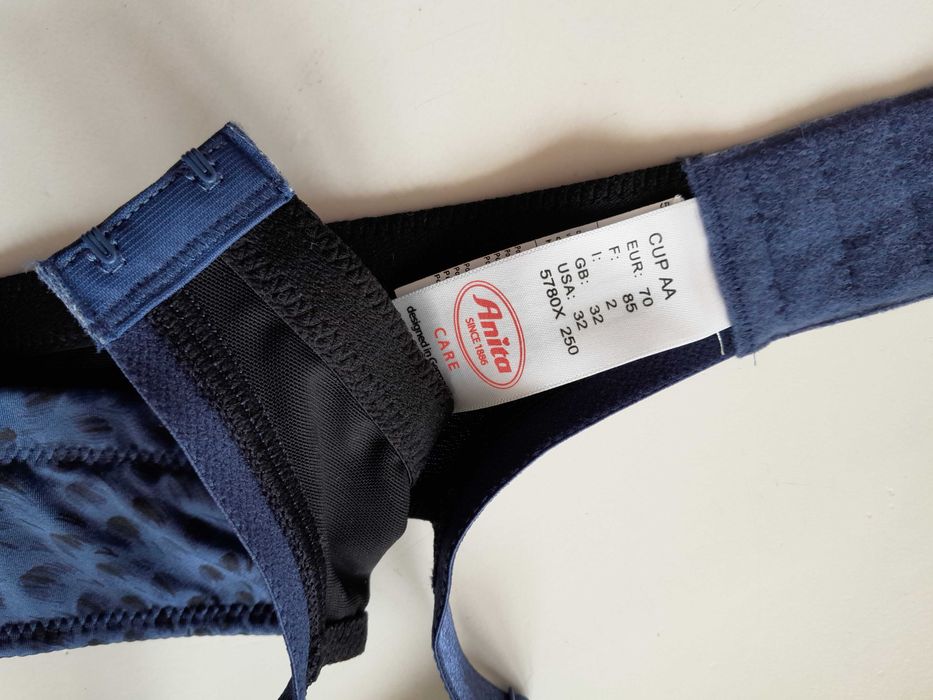 CUP AA
EUR: 70
F: 85
I: 2
GB: 32
USA: 32
5780X 250
Anita
SINCE 1886
CARE
designed in